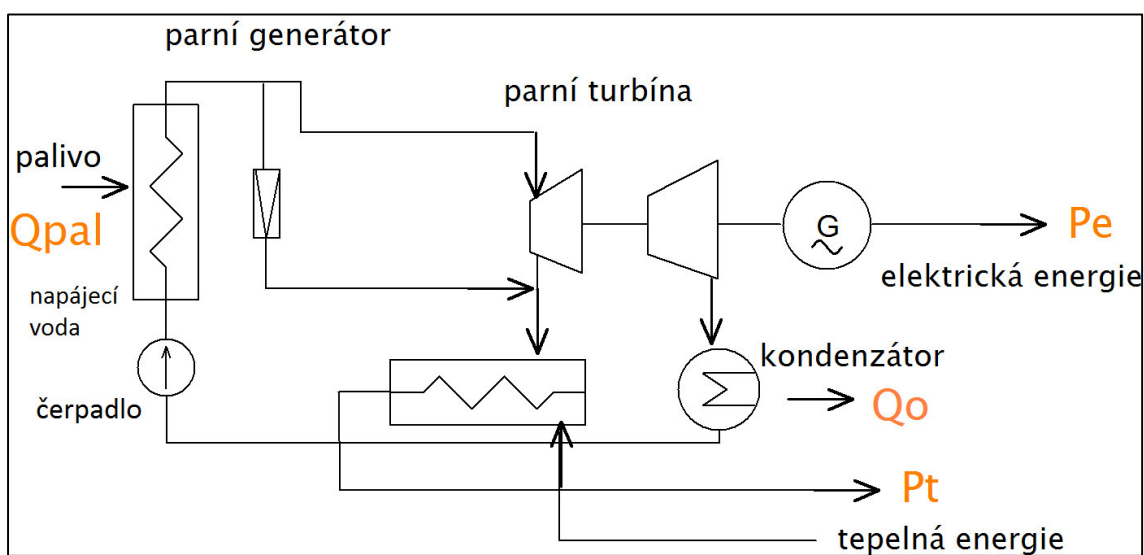 parní generátor
parní turbína
palivo
Qpal
G
Pe
elektrická energie
napájecí
voda
kondenzátor
čerpadlo
Qo
Pt
tepelná energie